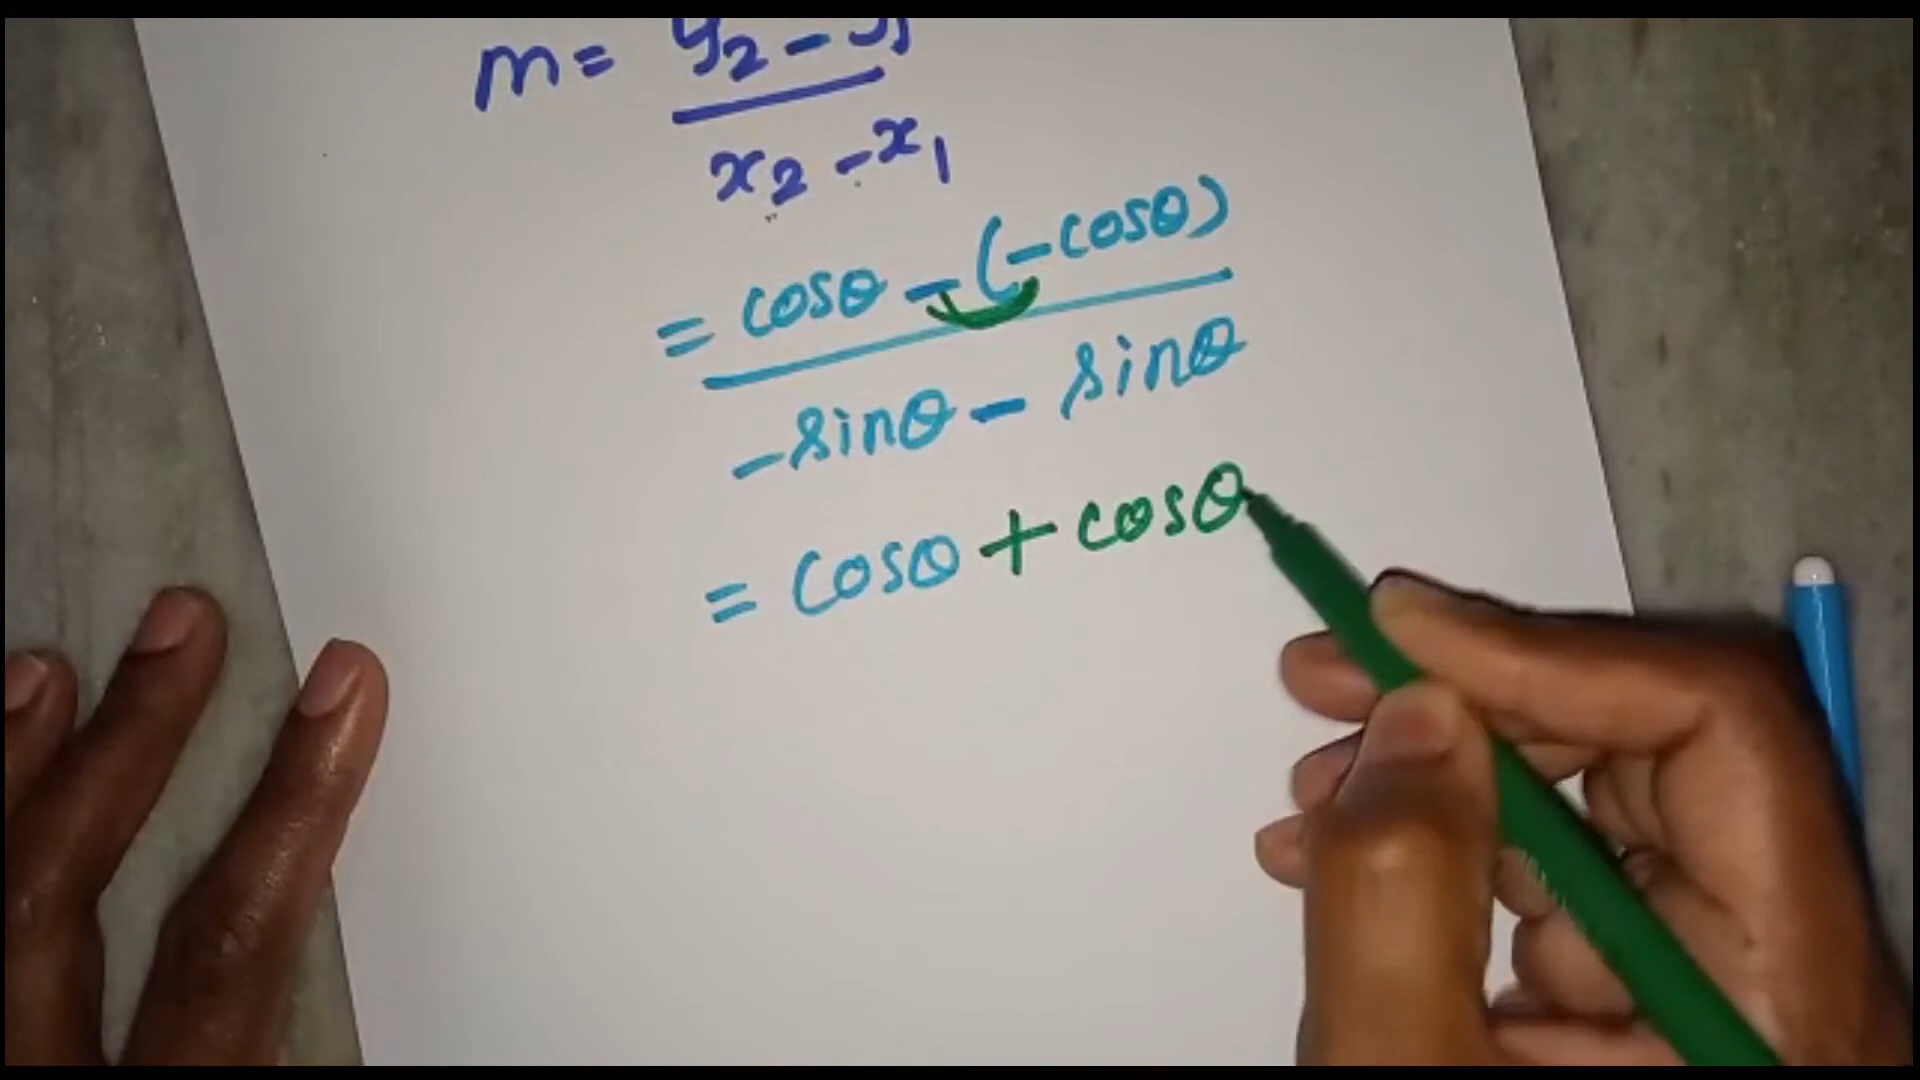 m = y₂ - y₁
x₂ - x₁
= cosθ - (-cosθ)
-sinθ - sinθ
= cosθ + cosθ